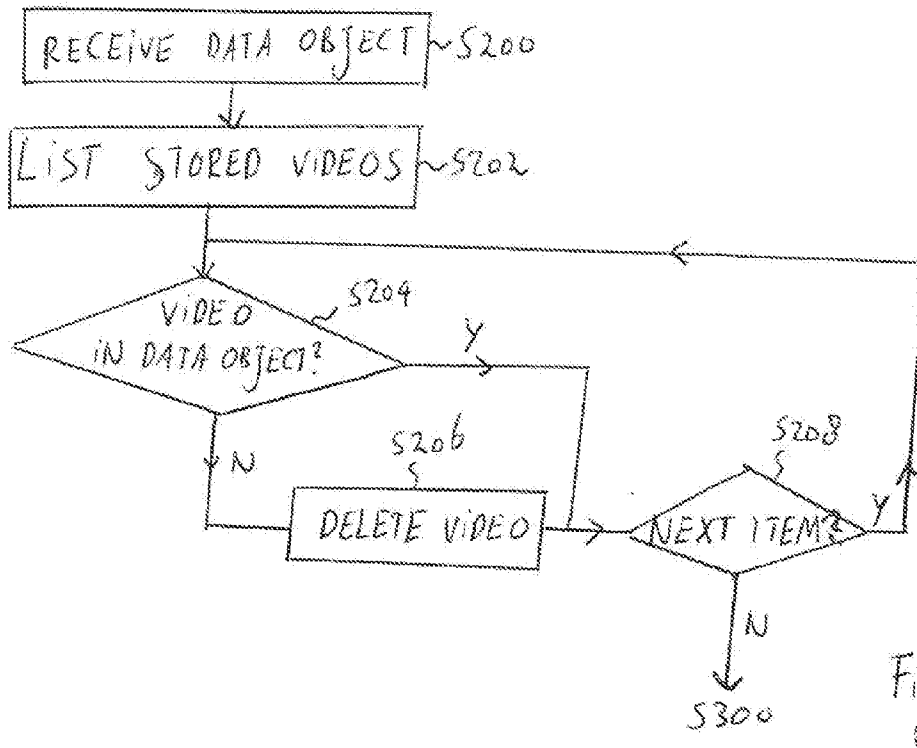 RECEIVE DATA OBJECT S200
LIST STORED VIDEOS S202
VIDEO
IN DATA OBJECT?
S204
Y
N
S206
DELETE VIDEO
S208
NEXT ITEM?
Y
N
S300